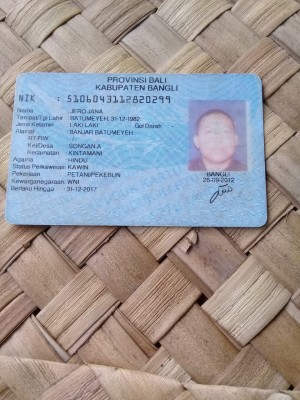 PROVINSI BALI
KABUPATEN BANGLI
NIK : 5106043112820299
Nama : JERO JANA
Tempat/Tgl Lahir : BATUMEYEH, 31-12-1982
Jenis Kelamin : LAKI-LAKI Gol Darah
Alamat : BANJAR BATUMEYEH
RT/RW
Kel/Desa : SONGAN A
Kecamatan : KINTAMANI
Agama : HINDU
Status Perkawinan : KAWIN
Pekerjaan : PETANI/PEKEBUN
Kewarganegaraan : WNI
Berlaku Hingga : 31-12-2017
BANGLI
26-09-2012